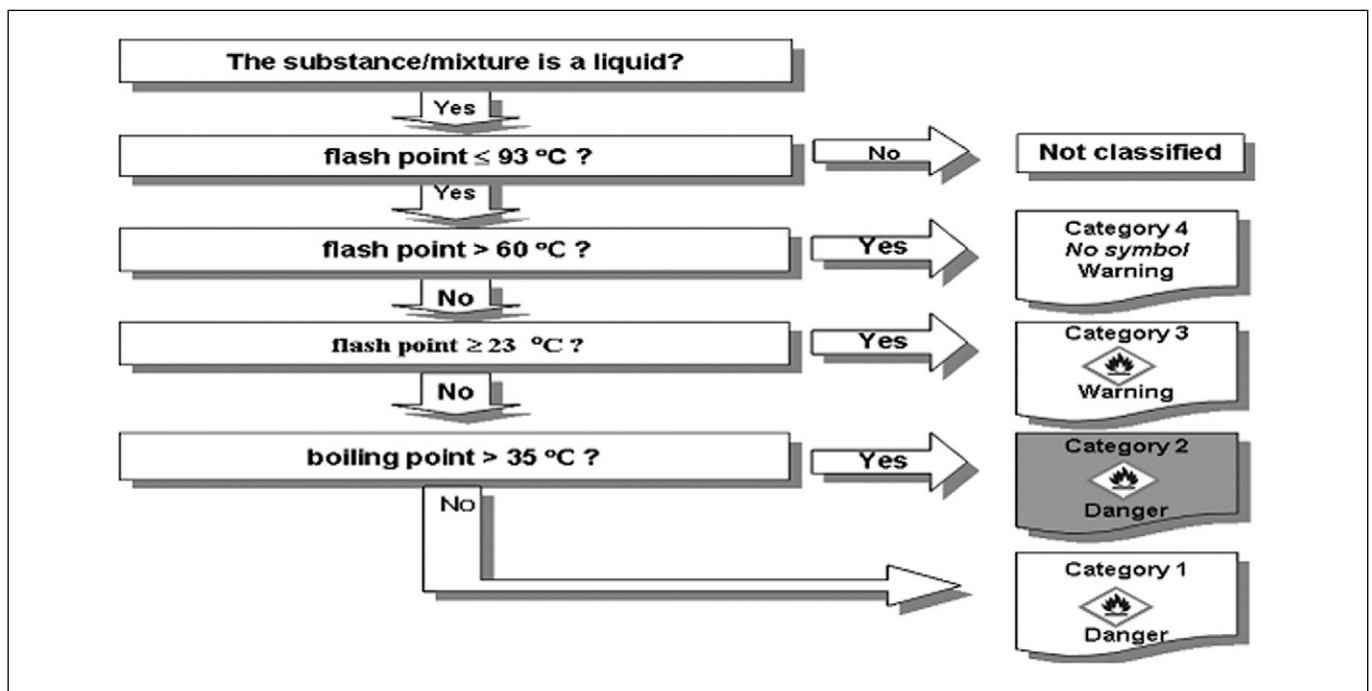 The substance/mixture is a liquid?
Yes
flash point ≤ 93 ºC ?
No
Not classified
Yes
flash point > 60 ºC ?
Yes
Category 4
No symbol
Warning
No
flash point ≥ 23 ºC ?
Yes
Category 3
Warning
No
boiling point > 35 ºC ?
Yes
Category 2
Danger
No
Category 1
Danger